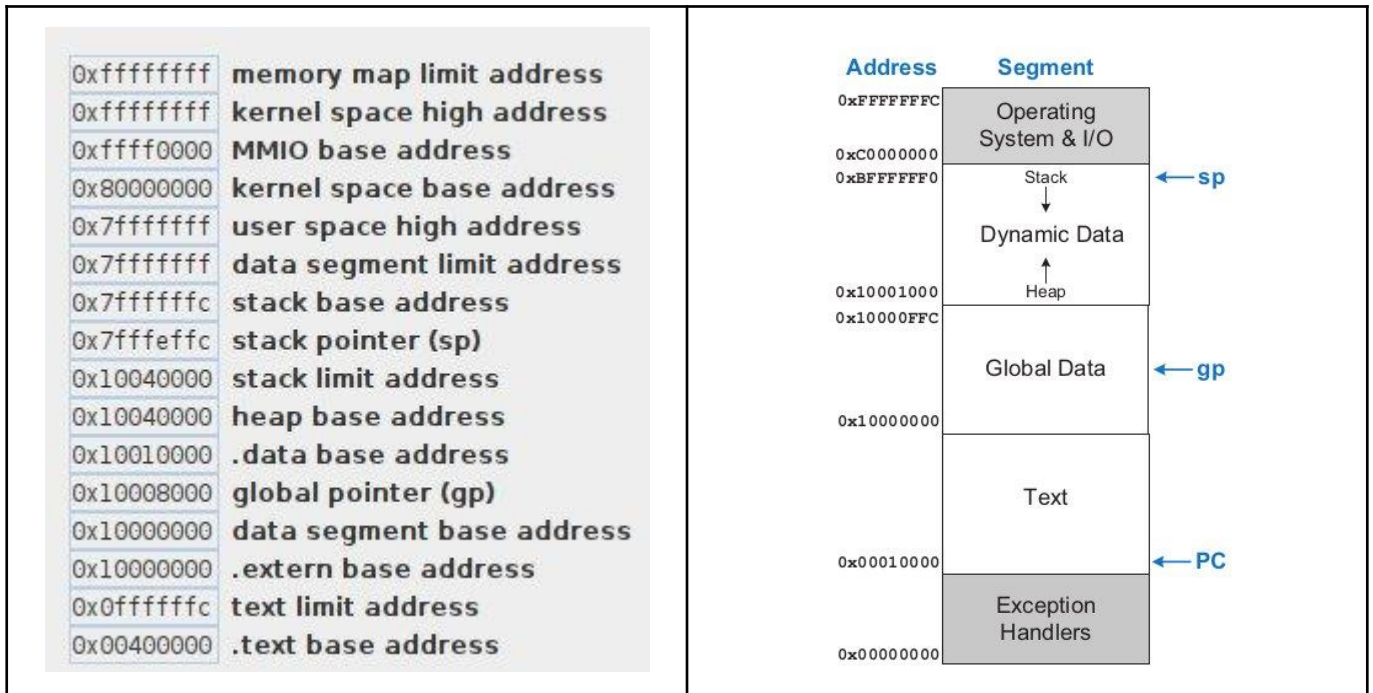 0xffffffff memory map limit address
0xffffffff kernel space high address
0xffff0000 MMIO base address
0x80000000 kernel space base address
0x7fffffff user space high address
0x7fffffff data segment limit address
0x7ffffffc stack base address
0x7fffeffc stack pointer (sp)
0x10040000 stack limit address
0x10040000 heap base address
0x10010000 .data base address
0x10008000 global pointer (gp)
0x10000000 data segment base address
0x10000000 .extern base address
0x0ffffffc text limit address
0x00400000 .text base address
Address Segment
0xFFFFFFFC
Operating
System & I/O
0xC0000000
0xBFFFFFF0 Stack sp
Dynamic Data
0x10001000 Heap
0x10000FFC
Global Data gp
0x10000000
Text
0x00010000 PC
Exception
Handlers
0x00000000